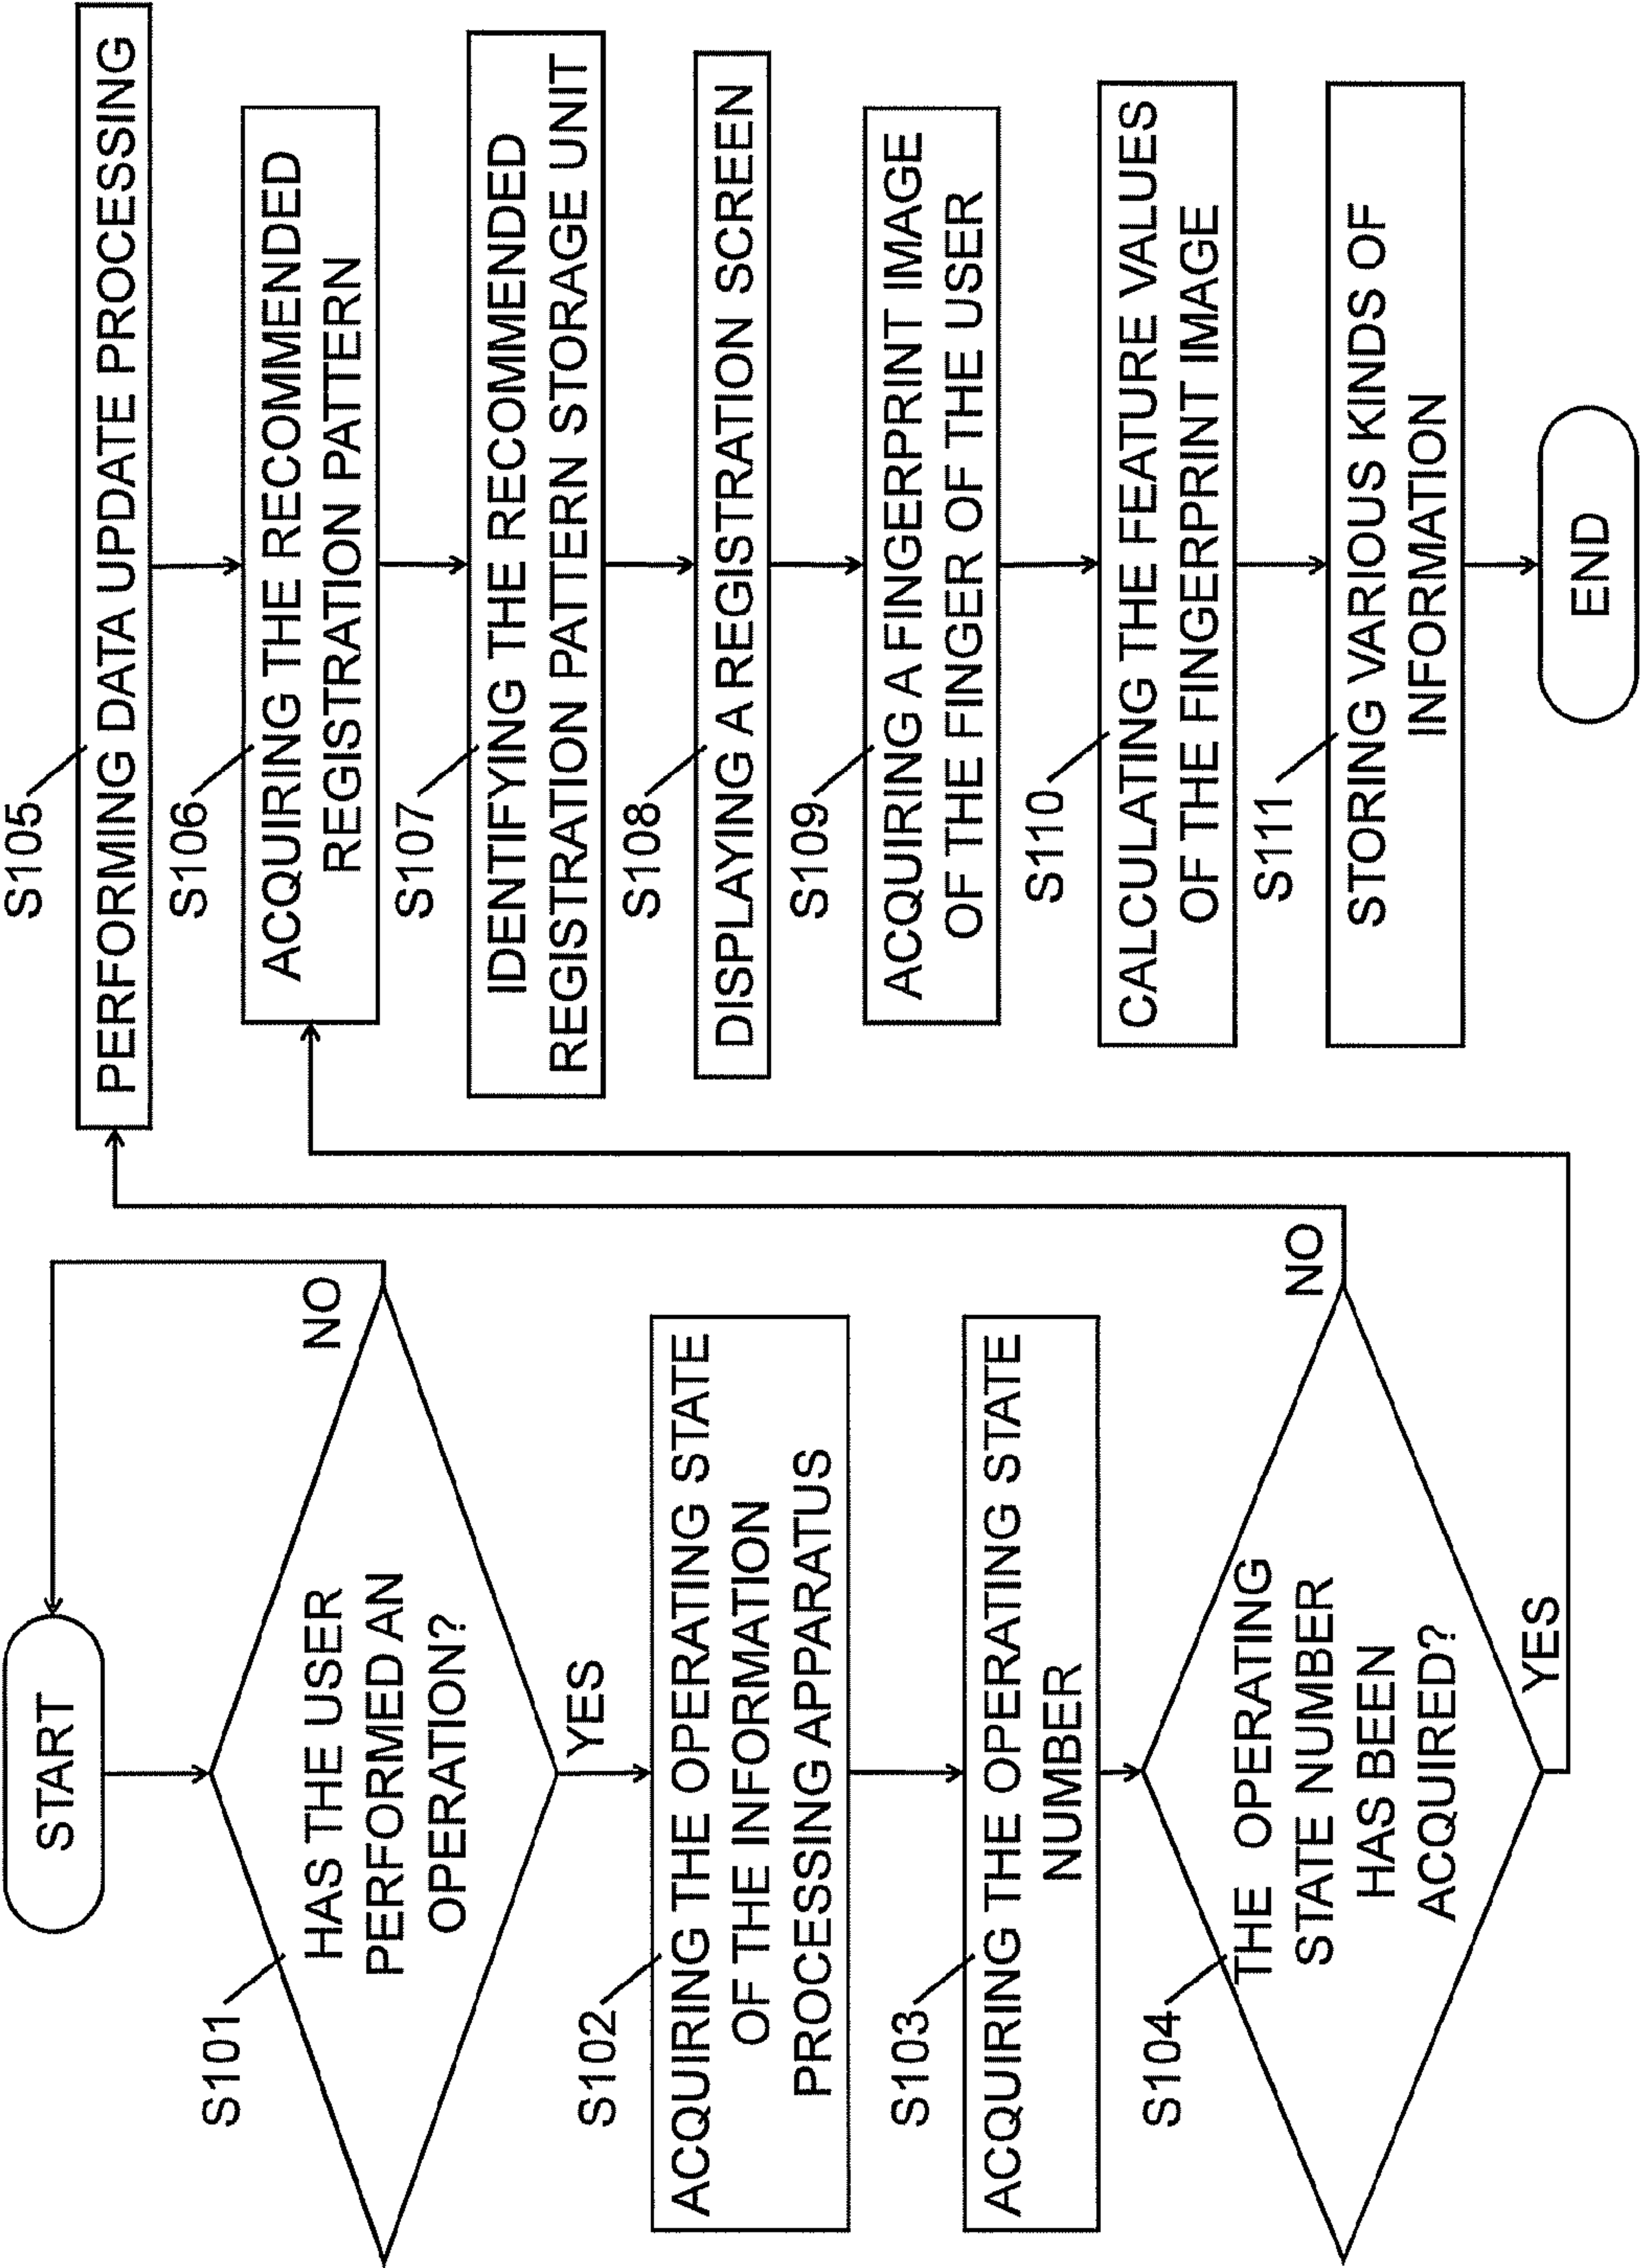 START
S101
HAS THE USER
PERFORMED AN
OPERATION?
NO
YES
S102
ACQUIRING THE OPERATING STATE
OF THE INFORMATION
PROCESSING APPARATUS
S103
ACQUIRING THE OPERATING STATE
NUMBER
S104
THE OPERATING
STATE NUMBER
HAS BEEN
ACQUIRED?
NO
YES
S105
PERFORMING DATA UPDATE PROCESSING
S106
ACQUIRING THE RECOMMENDED
REGISTRATION PATTERN
S107
IDENTIFYING THE RECOMMENDED
REGISTRATION PATTERN STORAGE UNIT
S108
DISPLAYING A REGISTRATION SCREEN
S109
ACQUIRING A FINGERPRINT IMAGE
OF THE FINGER OF THE USER
S110
CALCULATING THE FEATURE VALUES
OF THE FINGERPRINT IMAGE
S111
STORING VARIOUS KINDS OF
INFORMATION
END